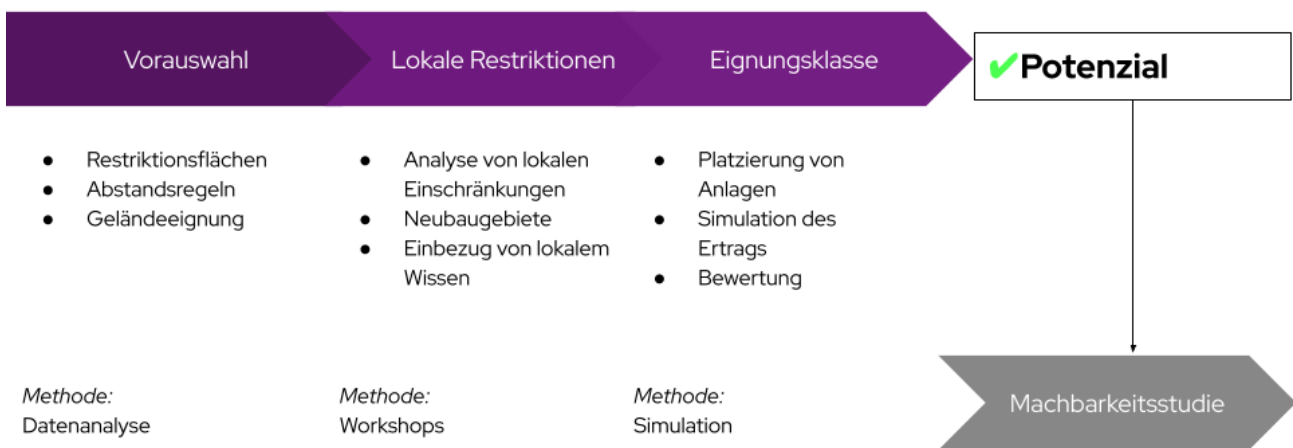 Vorauswahl
Lokale Restriktionen
Eignungsklasse
✔Potenzial
● Restriktionsflächen
● Abstandsregeln
● Geländeeignung
● Analyse von lokalen
Einschränkungen
● Neubaugebiete
● Einbezug von lokalem
Wissen
● Platzierung von
Anlagen
● Simulation des
Ertrags
● Bewertung
Methode:
Datenanalyse
Methode:
Workshops
Methode:
Simulation
Machbarkeitsstudie